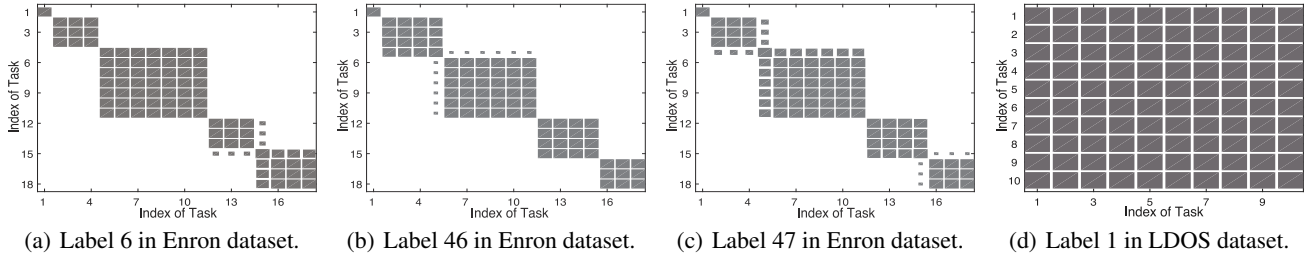 1
3
6
9
12
15
18
Index of Task
1 4 7 10 13 16
Index of Task
(a) Label 6 in Enron dataset.
1
3
6
9
12
15
18
Index of Task
1 4 7 10 13 16
Index of Task
(b) Label 46 in Enron dataset.
1
3
6
9
12
15
18
Index of Task
1 4 7 10 13 16
Index of Task
(c) Label 47 in Enron dataset.
1
2
3
4
5
6
7
8
9
10
Index of Task
1 3 5 7 9
Index of Task
(d) Label 1 in LDOS dataset.